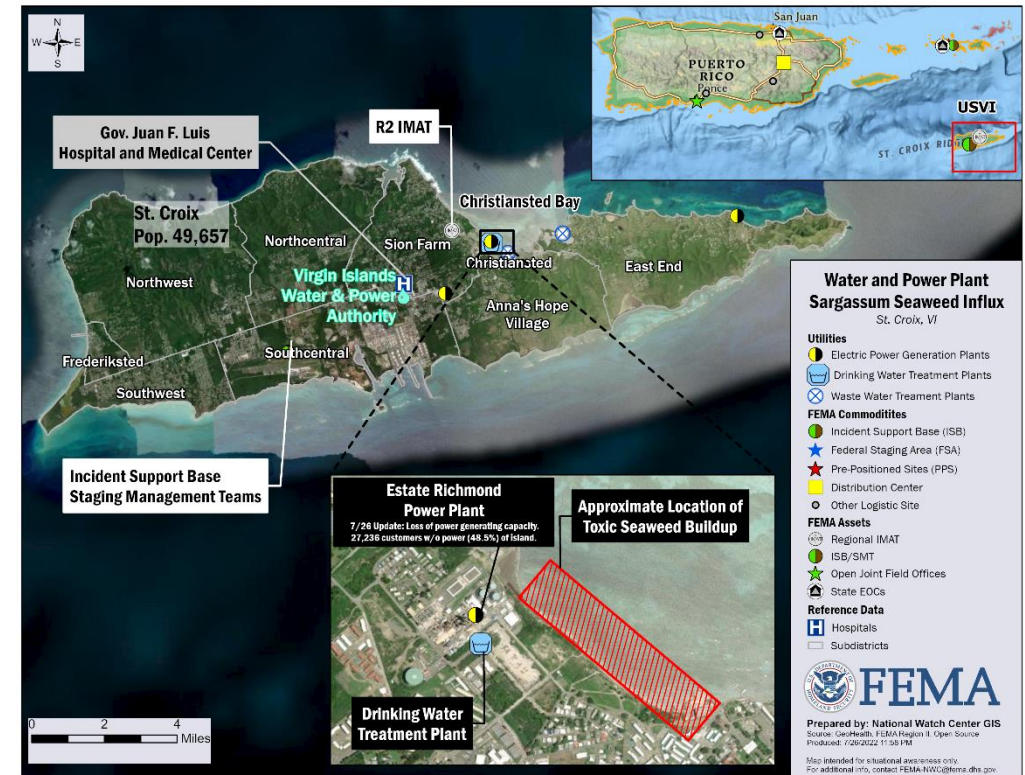 N
W E
S
San Juan
PUERTO
RICO
Ponce
USVI
ST. CROIX RIDGE
Gov. Juan F. Luis
Hospital and Medical Center
R2 IMAT
Christiansted Bay
St. Croix
Pop. 49,657
Northcentral
Sion Farm
Christiansted
East End
Northwest
Virgin Islands
Water & Power
Authority
H
Anna's Hope
Village
Frederiksted
Southcentral
Southwest
Incident Support Base
Staging Management Teams
Estate Richmond
Power Plant
7/26 Update: Loss of power generating capacity.
27,236 customers w/o power (48.5%) of island.
Approximate Location of
Toxic Seaweed Buildup
Drinking Water
Treatment Plant
0 2 4
Miles
Water and Power Plant
Sargassum Seaweed Influx
St. Croix, VI
Utilities
Electric Power Generation Plants
Drinking Water Treatment Plants
Waste Water Treament Plants
FEMA Commoditites
Incident Support Base (ISB)
Federal Staging Area (FSA)
Pre-Positioned Sites (PPS)
Distribution Center
Other Logistic Site
FEMA Assets
Regional IMAT
ISB/SMT
Open Joint Field Offices
State EOCs
Reference Data
H Hospitals
Subdistricts
FEMA
Prepared by: National Watch Center GIS
Source: GeoHealth, FEMA Region II, Open Source
Produced: 7/26/2022 11:58 PM
Map intended for situational awareness only.
For additional info, contact FEMA-NWC@fema.dhs.gov.